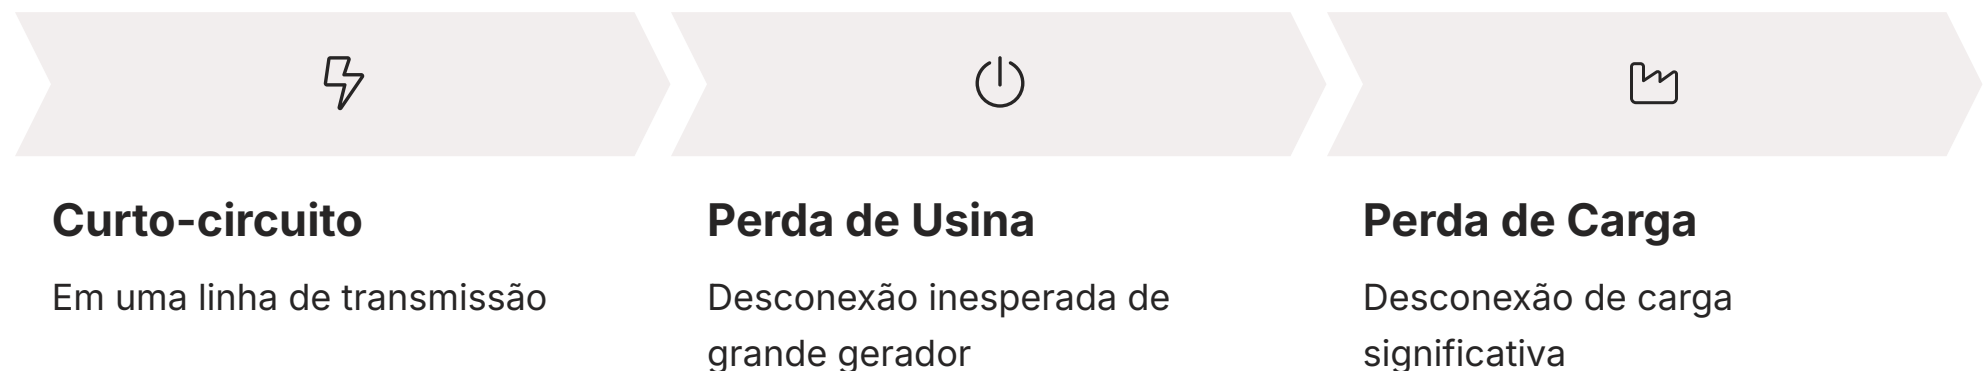 Curto-circuito
Em uma linha de transmissão
Perda de Usina
Desconexão inesperada de
grande gerador
Perda de Carga
Desconexão de carga
significativa